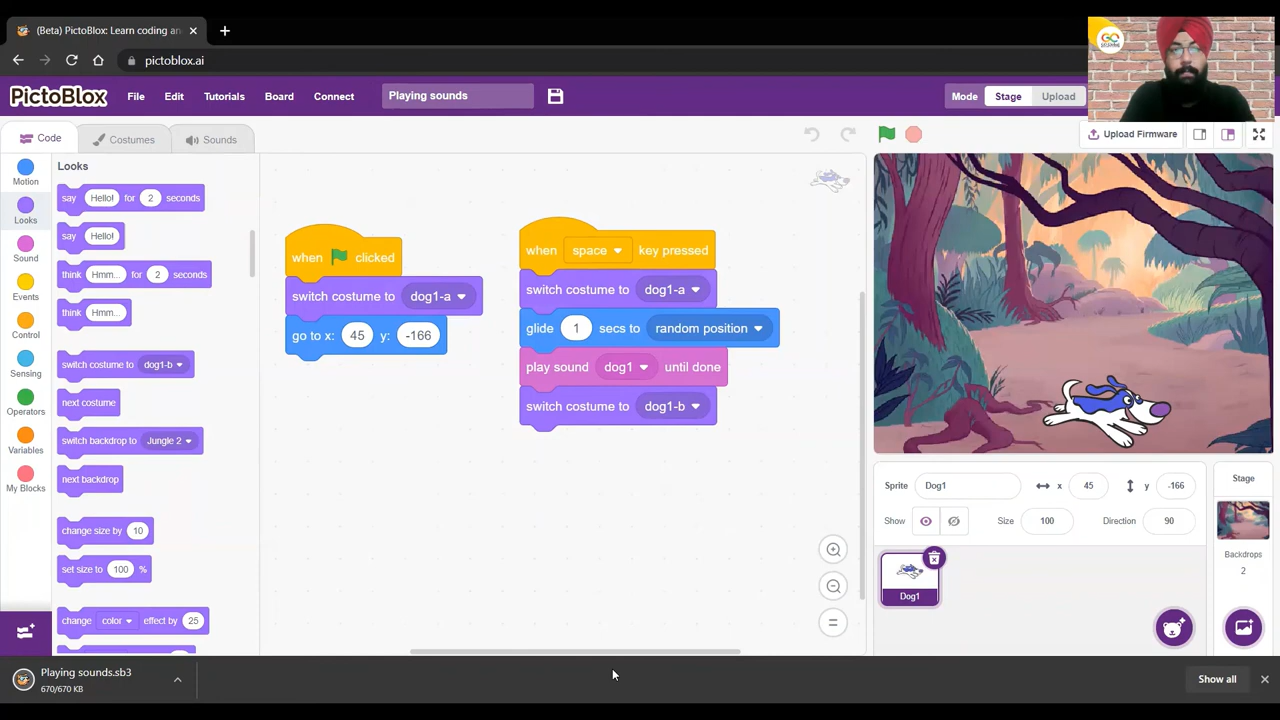 (Beta) PictoBlox: Learn coding an
pictoblox.ai
PictoBlox
File
Edit
Tutorials
Board
Connect
Playing sounds
Mode
Stage
Upload
Code
Costumes
Sounds
Upload Firmware
Motion
Looks
Sound
Events
Control
Sensing
Operators
Variables
My Blocks
Looks
say Hello! for 2 seconds
say Hello!
think Hmm... for 2 seconds
think Hmm...
switch costume to dog1-b
next costume
switch backdrop to Jungle 2
next backdrop
change size by 10
set size to 100 %
change color effect by 25
when clicked
switch costume to dog1-a
go to x: 45 y: -166
when space key pressed
switch costume to dog1-a
glide 1 secs to random position
play sound dog1 until done
switch costume to dog1-b
Sprite Dog1 x 45 y -166
Show Size 100 Direction 90
Dog1
Stage
Backdrops
2
Playing sounds.sb3
670/670 KB
Show all